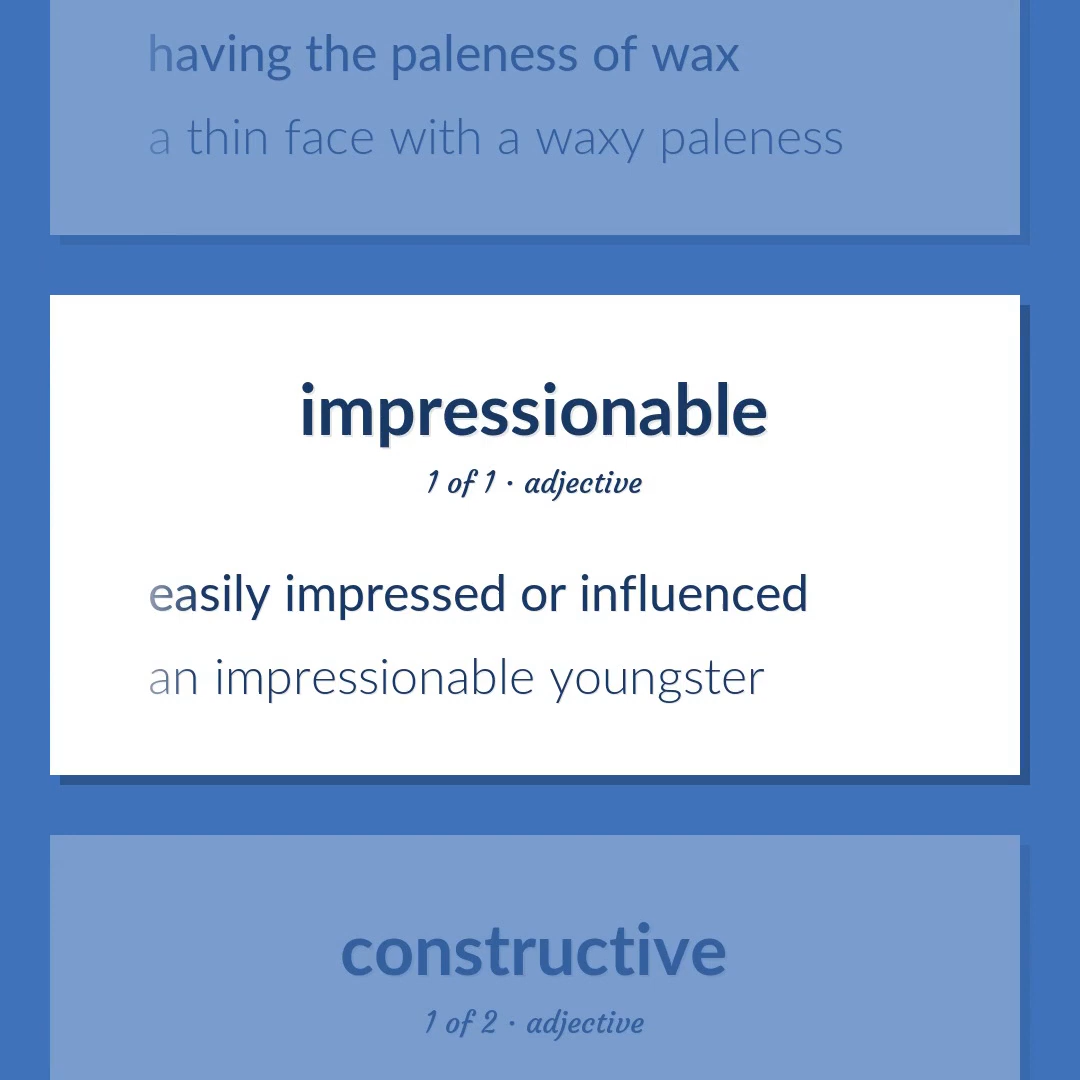 having the paleness of wax
a thin face with a waxy paleness
impressionable
1 of 1 · adjective
easily impressed or influenced
an impressionable youngster
constructive
1 of 2 · adjective